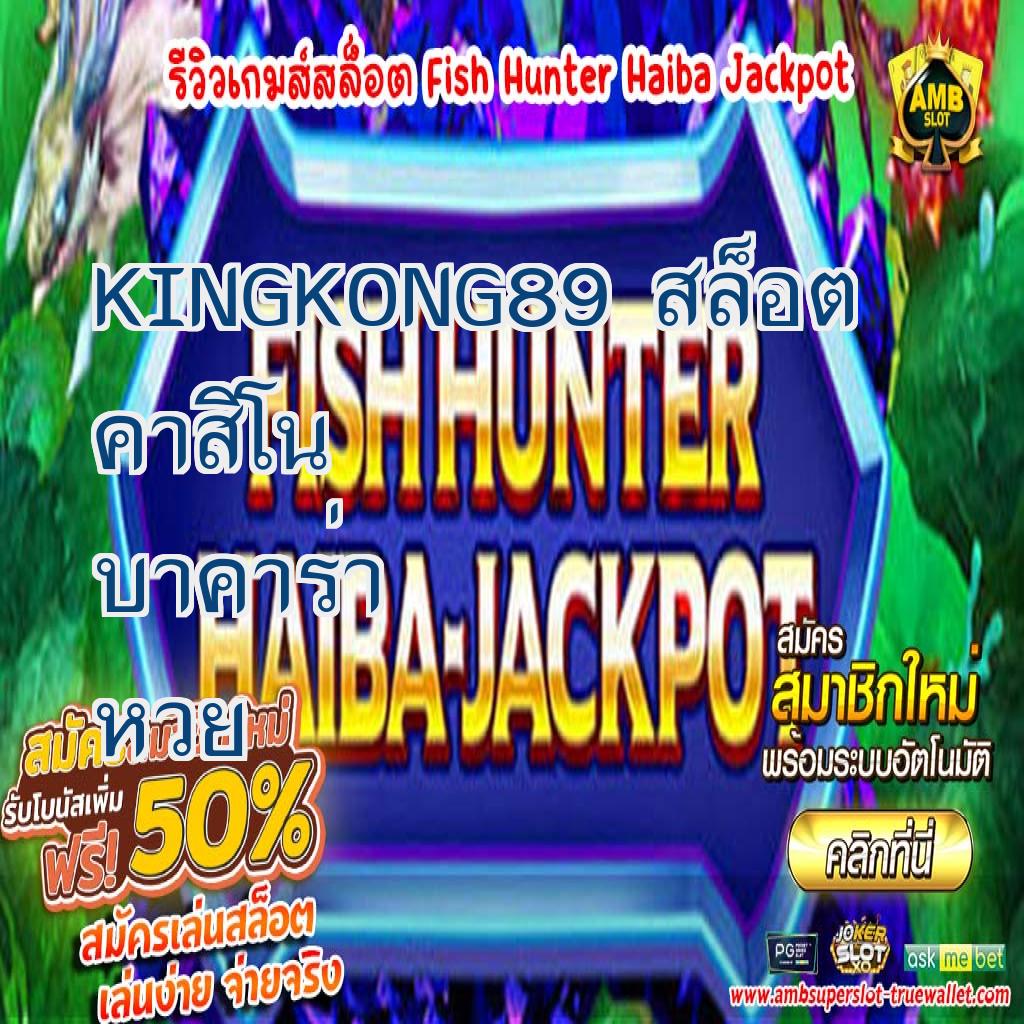 รีวิวเกมส์สล็อต Fish Hunter Haiba Jackpot
AMB
SLOT
KINGKONG89 สล็อต
FISH HUNTER
คาสิโน
บาคาร่า
HAIBA-JACKPOT
สมัคร
สมาชิกใหม่
พร้อมระบบอัตโนมัติ
หวย
รับโบนัสเพิ่ม
ฟรี! 50%
คลิกที่นี่
สมัครเล่นสล็อต
เล่นง่าย จ่ายจริง
PG
JOKER
SLOT
XO
ask me bet
www.ambsuperslot-truewallet.com